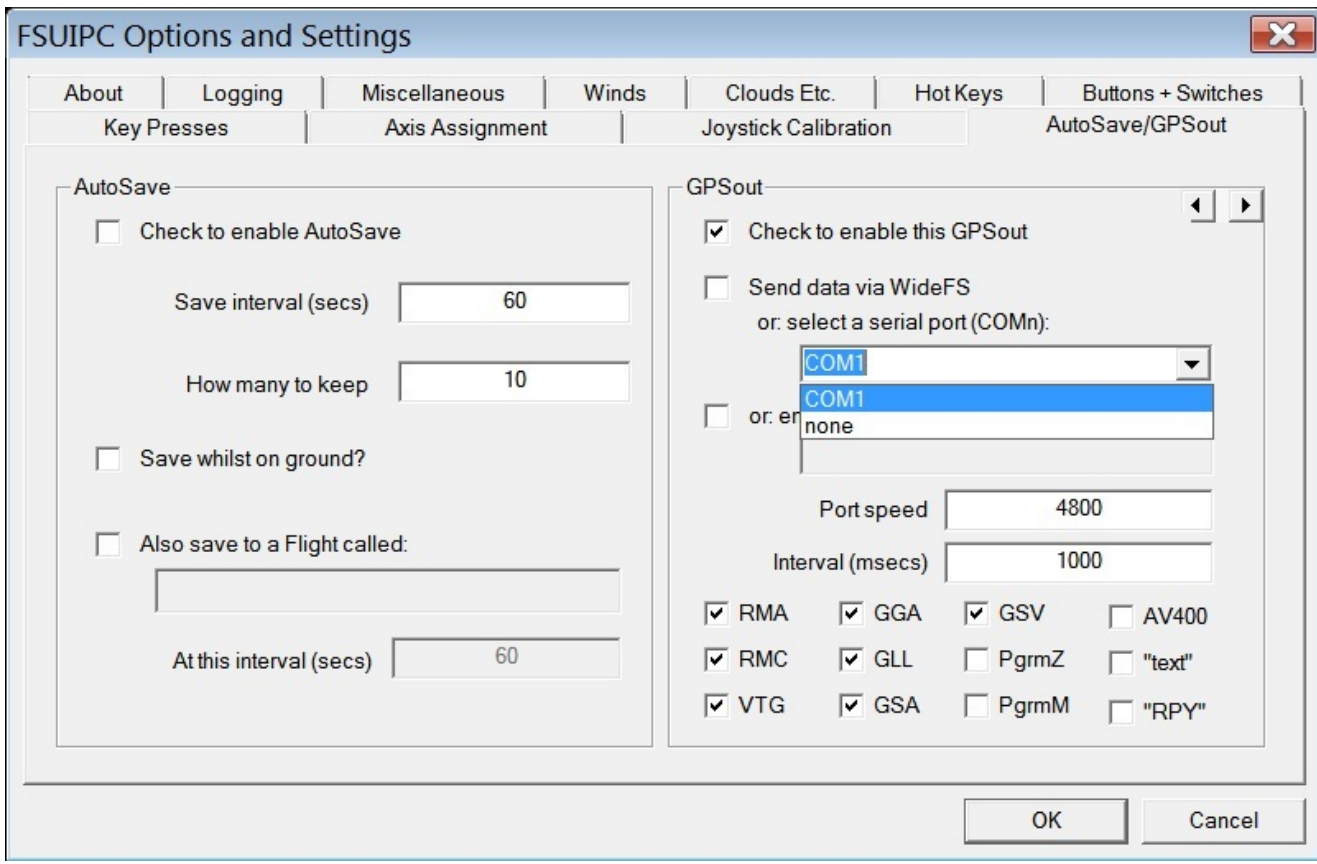 FSUIPC Options and Settings
About Logging Miscellaneous Winds Clouds Etc. Hot Keys Buttons + Switches
Key Presses Axis Assignment Joystick Calibration AutoSave/GPSout
AutoSave
Check to enable AutoSave
Save interval (secs) 60
How many to keep 10
Save whilst on ground?
Also save to a Flight called:
At this interval (secs) 60
GPSout
Check to enable this GPSout
Send data via WideFS
or: select a serial port (COMn):
COM1
COM1
or:
none
Port speed 4800
Interval (msecs) 1000
RMA GGA GSV AV400
RMC GLL PgrmZ "text"
VTG GSA PgrmM "RPY"
OK Cancel